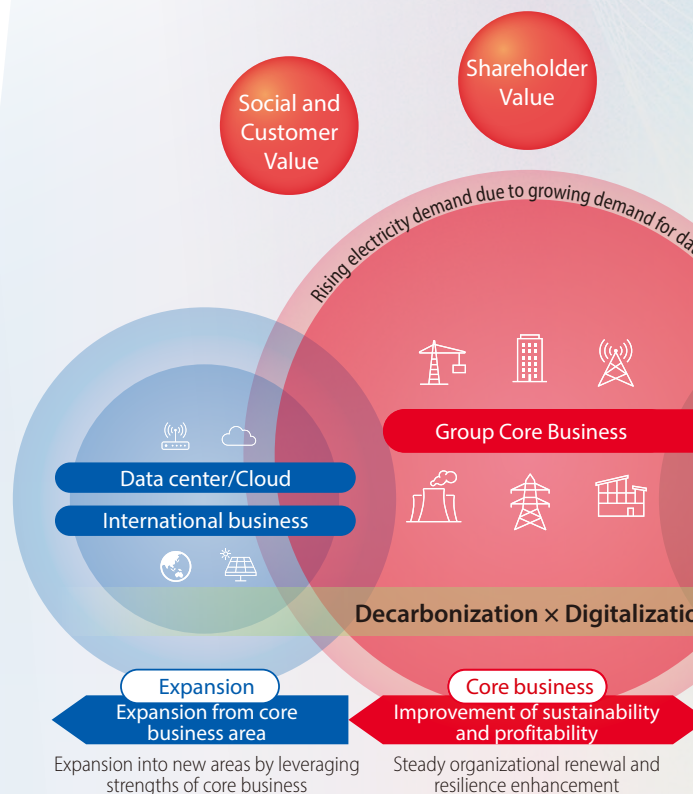 Social and
Customer
Value
Shareholder
Value
Rising electricity demand due to growing demand for
Data center/Cloud
International business
Group Core Business
Decarbonization × 
Expansion
Expansion from core
business area
Expansion into new areas by leveraging
strengths of core business
Core business
Improvement of sustainability
and profitability
Steady organizational renewal and
resilience enhancement